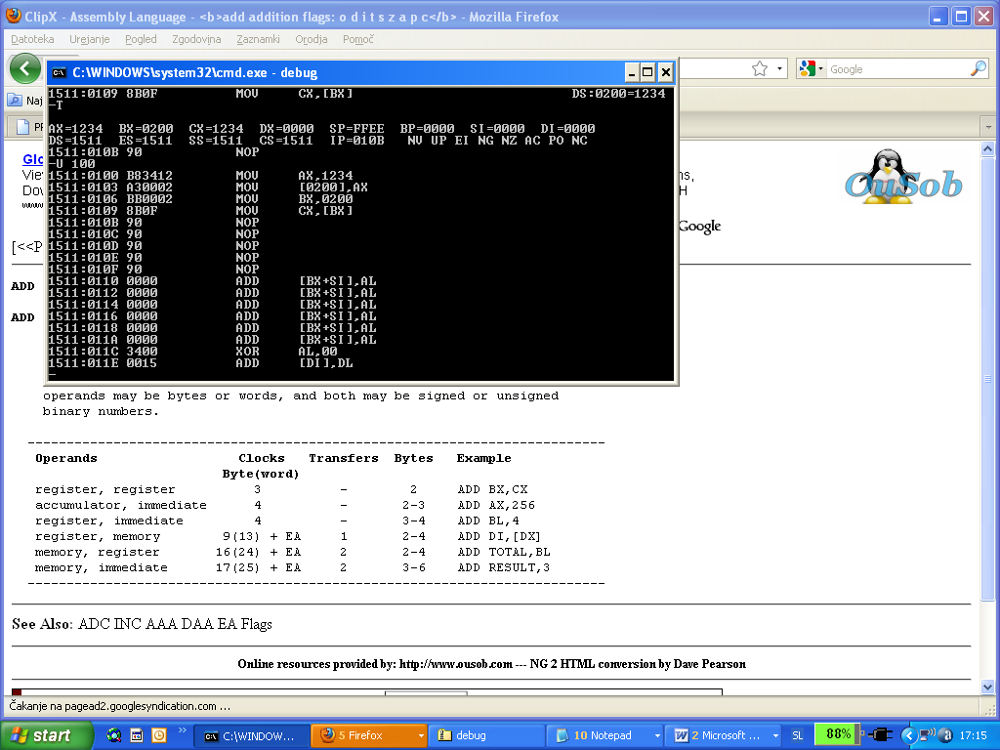 ClipX - Assembly Language - <b>add addition flags: o d i t s z a p c</b> - Mozilla Firefox
Datoteka Urejanje Pogled Zgodovina Zaznamki Orodja Pomoč
Google
Naj
C:\WINDOWS\system32\cmd.exe - debug
1511:0109 8B0F MOV CX,[BX] DS:0200=1234
-T
AX=1234 BX=0200 CX=1234 DX=0000 SP=FFEE BP=0000 SI=0000 DI=0000
DS=1511 ES=1511 SS=1511 CS=1511 IP=010B NV UP EI NG NZ AC PO NC
1511:010B 90 NOP
-U 100
1511:0100 B83412 MOV AX,1234
1511:0103 A30002 MOV [0200],AX
1511:0106 BB0002 MOV BX,0200
1511:0109 8B0F MOV CX,[BX]
1511:010B 90 NOP
1511:010C 90 NOP
1511:010D 90 NOP
1511:010E 90 NOP
1511:010F 90 NOP
1511:0110 0000 ADD [BX+SI],AL
1511:0112 0000 ADD [BX+SI],AL
1511:0114 0000 ADD [BX+SI],AL
1511:0116 0000 ADD [BX+SI],AL
1511:0118 0000 ADD [BX+SI],AL
1511:011A 0000 ADD [BX+SI],AL
1511:011C 3400 XOR AL,00
1511:011E 0015 ADD [DI],DL
-
Glo
Vie
Dov
www
ns,
H
OuSob
Google
[<<P
ADD
ADD
operands may be bytes or words, and both may be signed or unsigned
binary numbers.
Operands Clocks Transfers Bytes Example
Byte(word)
register, register 3 - 2 ADD BX,CX
accumulator, immediate 4 - 2-3 ADD AX,256
register, immediate 4 - 3-4 ADD BL,4
register, memory 9(13) + EA 1 2-4 ADD DI,[DX]
memory, register 16(24) + EA 2 2-4 ADD TOTAL,BL
memory, immediate 17(25) + EA 2 3-6 ADD RESULT,3
See Also: ADC INC AAA DAA EA Flags
Online resources provided by: http://www.ousob.com --- NG 2 HTML conversion by Dave Pearson
Čakanje na pagead2.googlesyndication.com ...
start C:\WINDOW... 5 Firefox debug 10 Notepad 2 Microsoft ... SL 88% 17:15